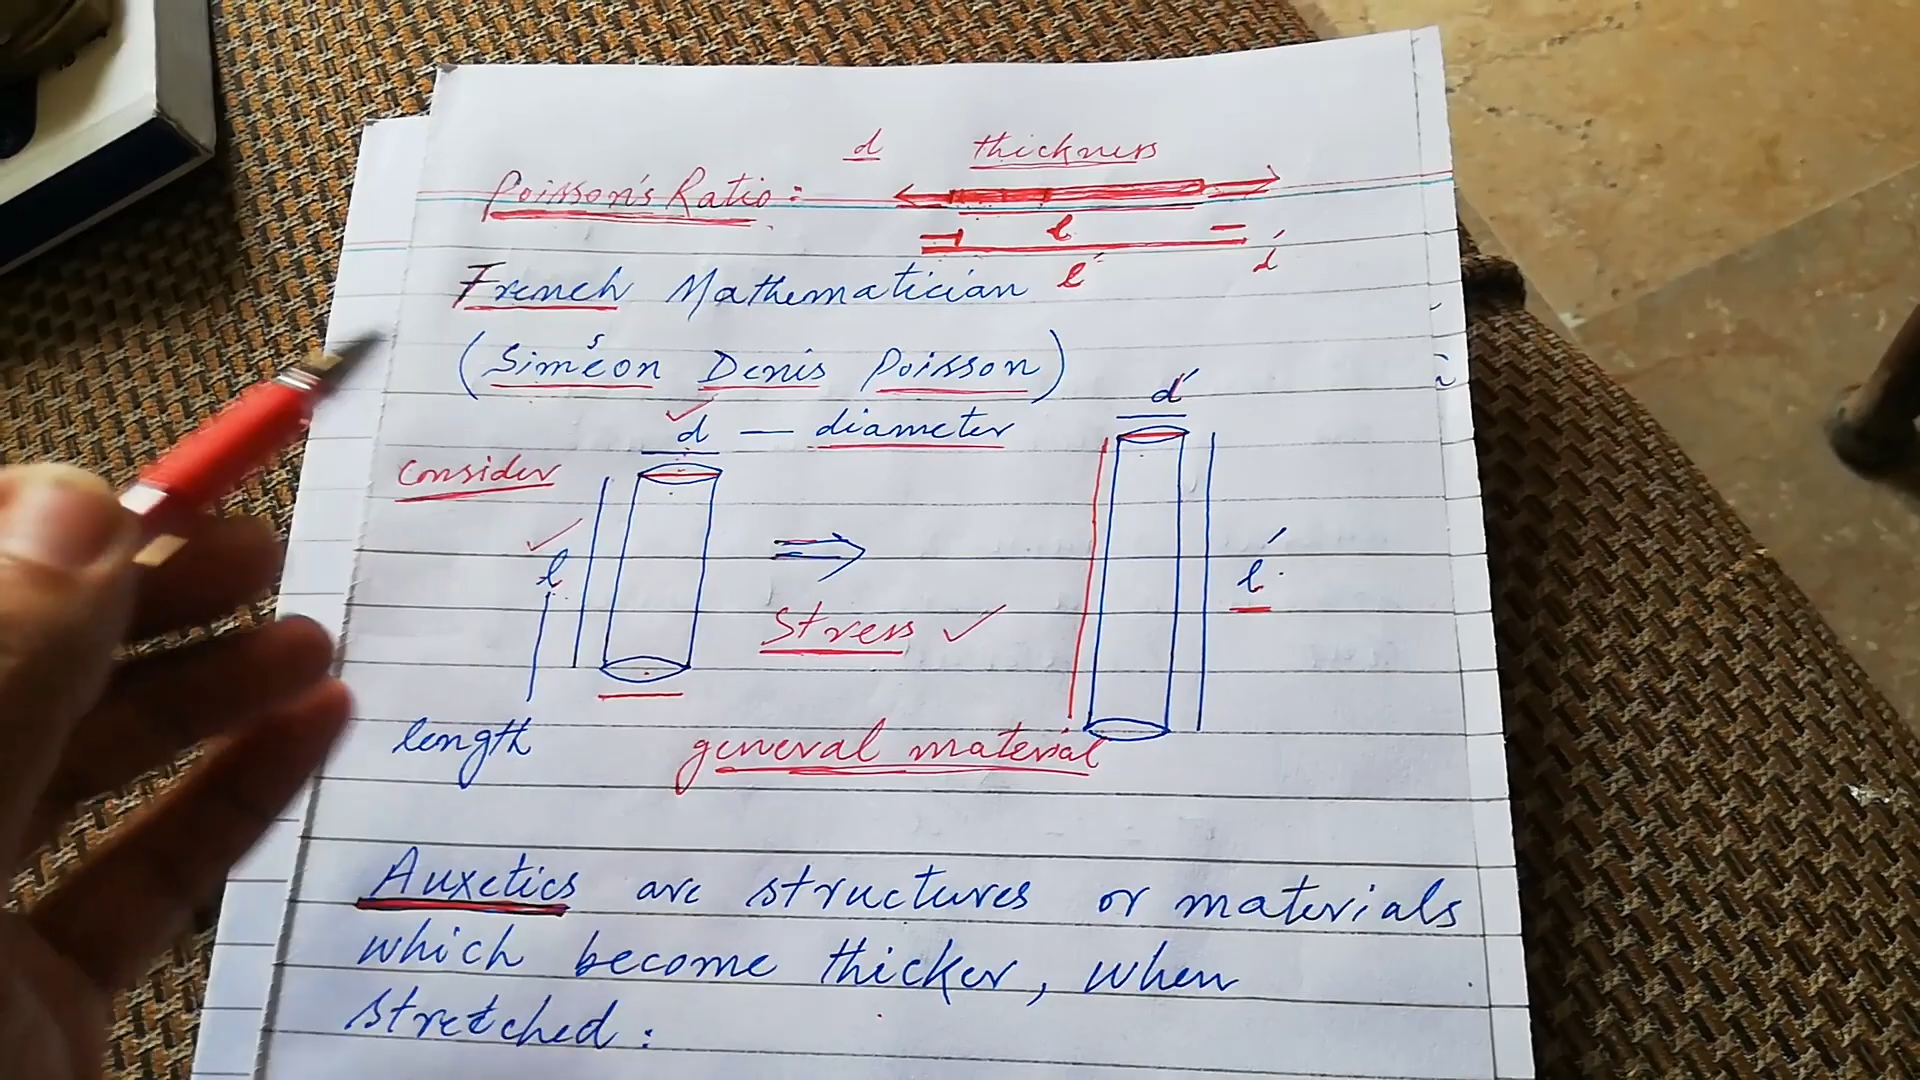 d thickness
Poisson's Ratio:
l
l' d'
French Mathematician
(Siméon Denis Poisson)
d'
d — diameter
Consider
l
l'
Stress ✓
length
general material
Auxetics are structures or materials
which become thicker, when
stretched: